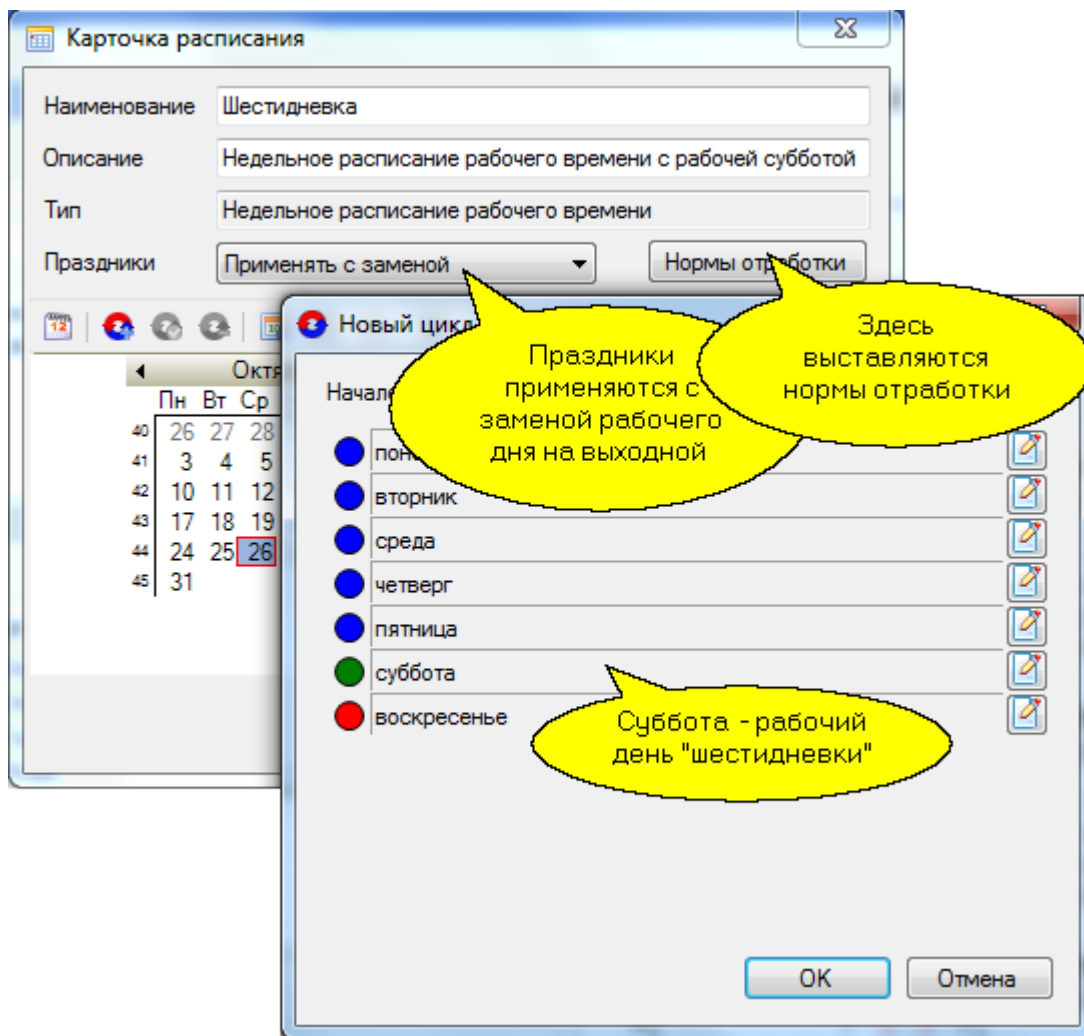 Карточка расписания
Наименование Шестидневка
Описание Недельное расписание рабочего времени с рабочей субботой
Тип Недельное расписание рабочего времени
Праздники Применять с заменой Нормы отработки
12
Новый цикл
Праздники
применяются с
заменой рабочего
дня на выходной
Здесь
выставляются
нормы отработки
Пн Вт Ср
40 26 27 28
41 3 4 5
42 10 11 12
43 17 18 19
44 24 25 26
45 31
вторник
среда
четверг
пятница
суббота
воскресенье
Суббота - рабочий
день "шестидневки"
OK Отмена